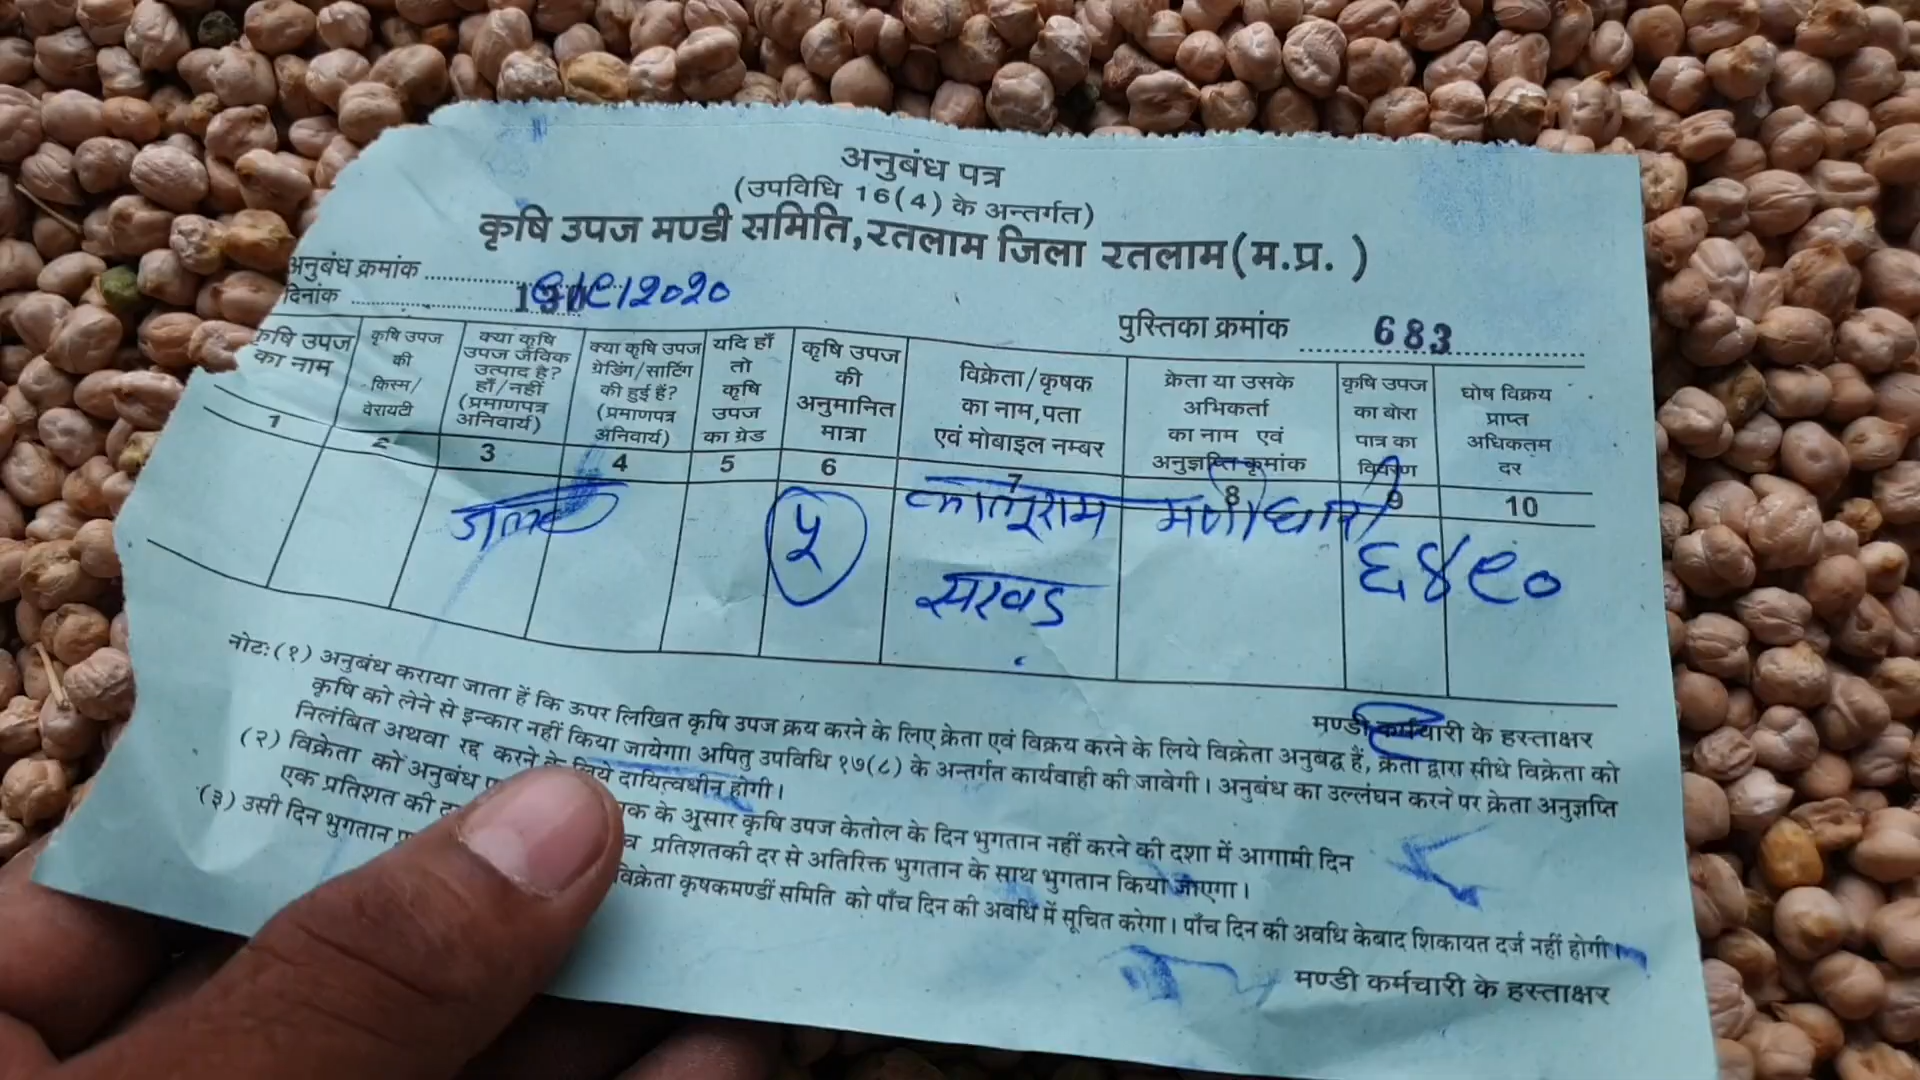 अनुबंध पत्र
(उपविधि 16(4) के अन्तर्गत)
कृषि उपज मण्डी समिति, रतलाम जिला रतलाम (म.प्र. )
अनुबंध क्रमांक
दिनांक 2020
पुस्तिका क्रमांक 683
कृषि उपज का नाम
कृषि उपज की किस्म/ वेरायटी
क्या कृषि उपज जैविक उत्पाद है? हाँ/नहीं (प्रमाणपत्र अनिवार्य)
क्या कृषि उपज ग्रेडिंग/सार्टिंग की हुई हैं? (प्रमाणपत्र अनिवार्य)
यदि हाँ तो कृषि उपज का ग्रेड
कृषि उपज की अनुमानित मात्रा
विक्रेता/कृषक का नाम,पता एवं मोबाइल नम्बर
क्रेता या उसके अभिकर्ता का नाम एवं अनुज्ञप्ति क्रमांक
कृषि उपज का बोरा पात्र का विवरण
घोष विक्रय प्राप्त अधिकतम दर
1 2 3 4 5 6 7 8 9 10
५ कालूराम
६४९०
मण्डी कर्मचारी के हस्ताक्षर
नोट: (१) अनुबंध कराया जाता हें कि ऊपर लिखित कृषि उपज क्रय करने के लिए क्रेता एवं विक्रय करने के लिये विक्रेता अनुबद्ध हैं, क्रेता द्वारा सीधे विक्रेता को
कृषि को लेने से इन्कार नहीं किया जायेगा। अपितु उपविधि १७(८) के अन्तर्गत कार्यवाही की जावेगी। अनुबंध का उल्लंघन करने पर क्रेता अनुज्ञप्ति
निलंबित अथवा रद्द करने के लिये दायित्वधीन होगी।
(२) विक्रेता कों अनुबंध के अुसार कृषि उपज केतोल के दिन भुगतान नहीं करने की दशा में आगामी दिन
एक प्रतिशत की प्रतिशतकी दर से अतिरिक्त भुगतान के साथ भुगतान किया जाएगा।
(३) उसी दिन भुगतान विक्रेता कृषकमण्डीं समिति को पाँच दिन की अवधि में सूचित करेगा। पाँच दिन की अवधि केबाद शिकायत दर्ज नहीं होगी।
मण्डी कर्मचारी के हस्ताक्षर